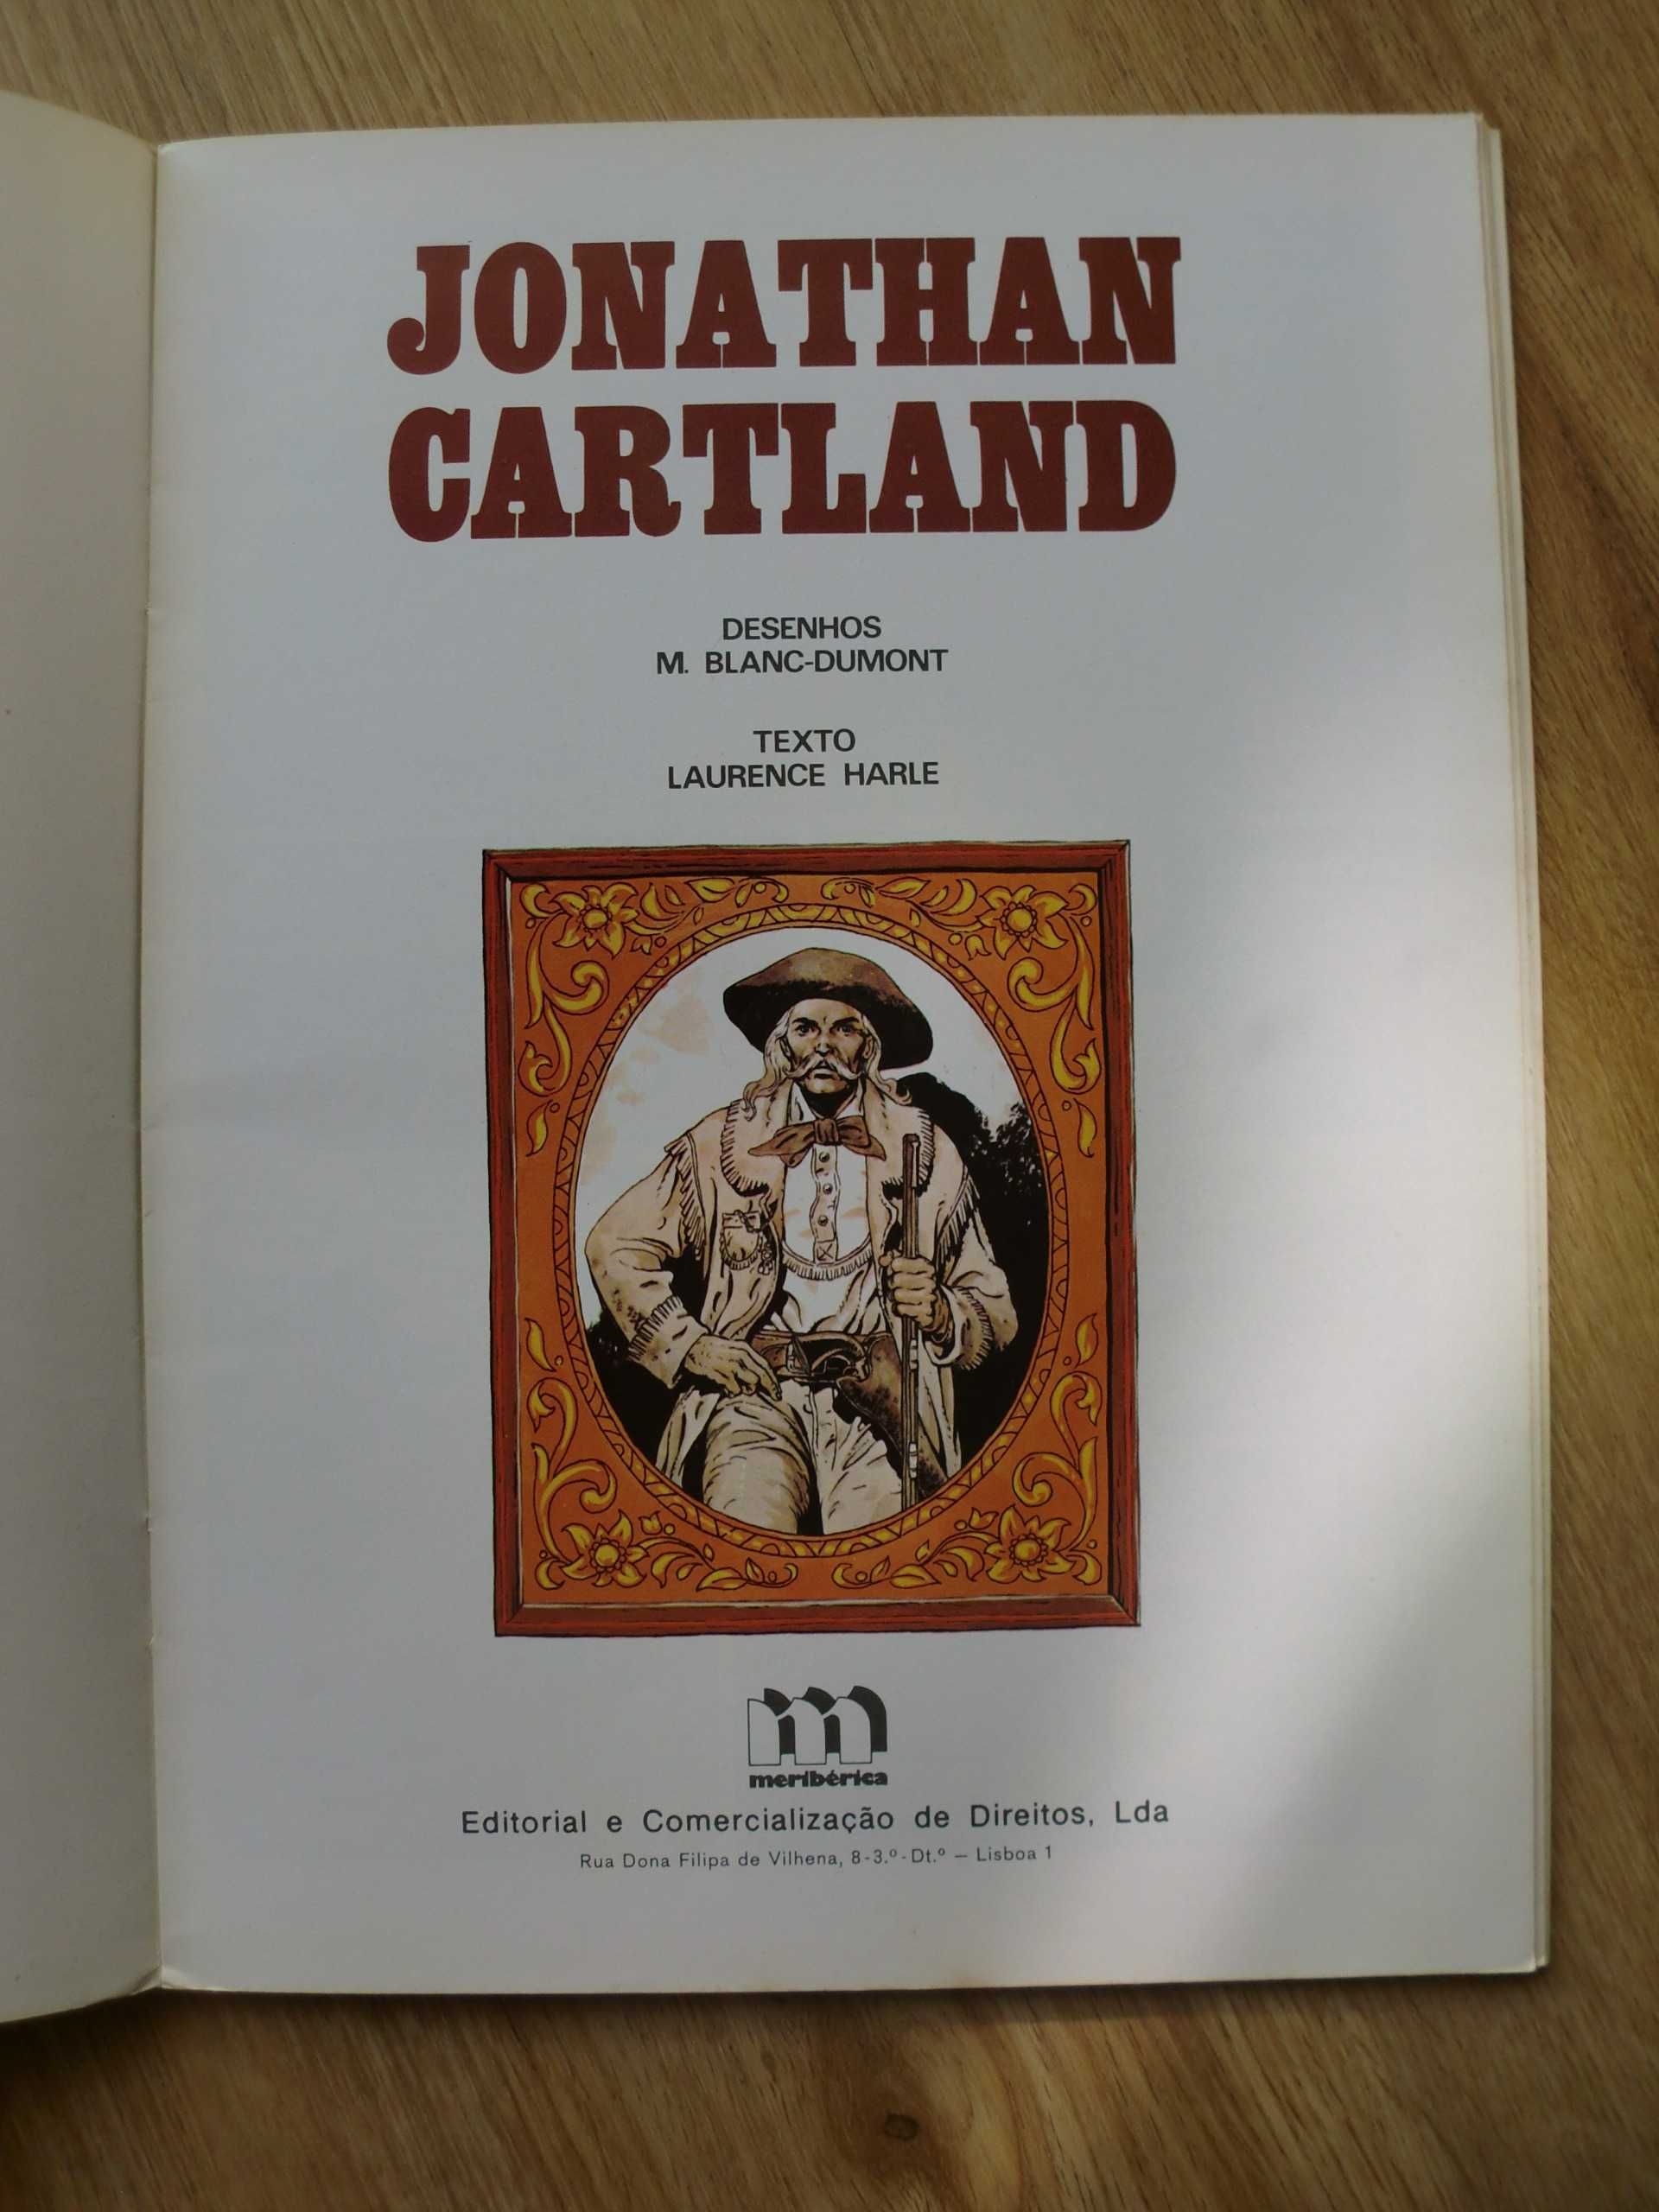 JONATHAN
CARTLAND
DESENHOS
M. BLANC-DUMONT
TEXTO
LAURENCE HARLE
meribérica
Editorial e Comercialização de Direitos, Lda
Rua Dona Filipa de Vilhena, 8-3.º-Dt.º — Lisboa 1